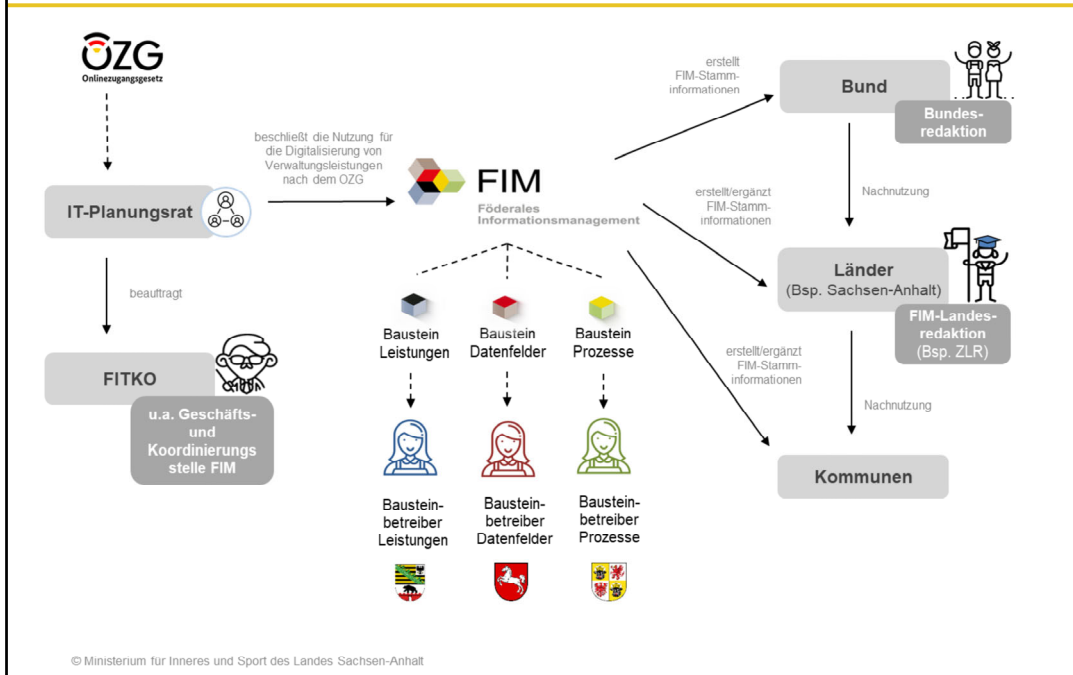 OZG
Onlinezugangsgesetz
IT-Planungsrat
beauftragt
FITKO
u.a. Geschäfts-
und
Koordinierungs
stelle FIM
beschließt die Nutzung für
die Digitalisierung von
Verwaltungsleistungen
nach dem OZG
FIM
Föderales
Informationsmanagement
Baustein
Leistungen
Baustein
Datenfelder
Baustein
Prozesse
Baustein-
betreiber
Leistungen
Baustein-
betreiber
Datenfelder
Baustein-
betreiber
Prozesse
erstellt
FIM-Stamm-
informationen
erstellt/ergänzt
FIM-Stamm-
informationen
erstellt/ergänzt
FIM-Stamm-
informationen
Bund
Bundes-
redaktion
Nachnutzung
Länder
(Bsp. Sachsen-Anhalt)
FIM-Landes-
redaktion
(Bsp. ZLR)
Nachnutzung
Kommunen
© Ministerium für Inneres und Sport des Landes Sachsen-Anhalt